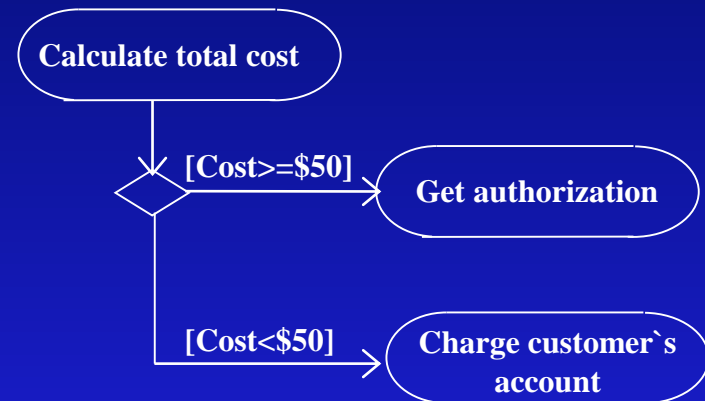 Calculate total cost
[Cost>=$50]
Get authorization
[Cost<$50]
Charge customer`s
account